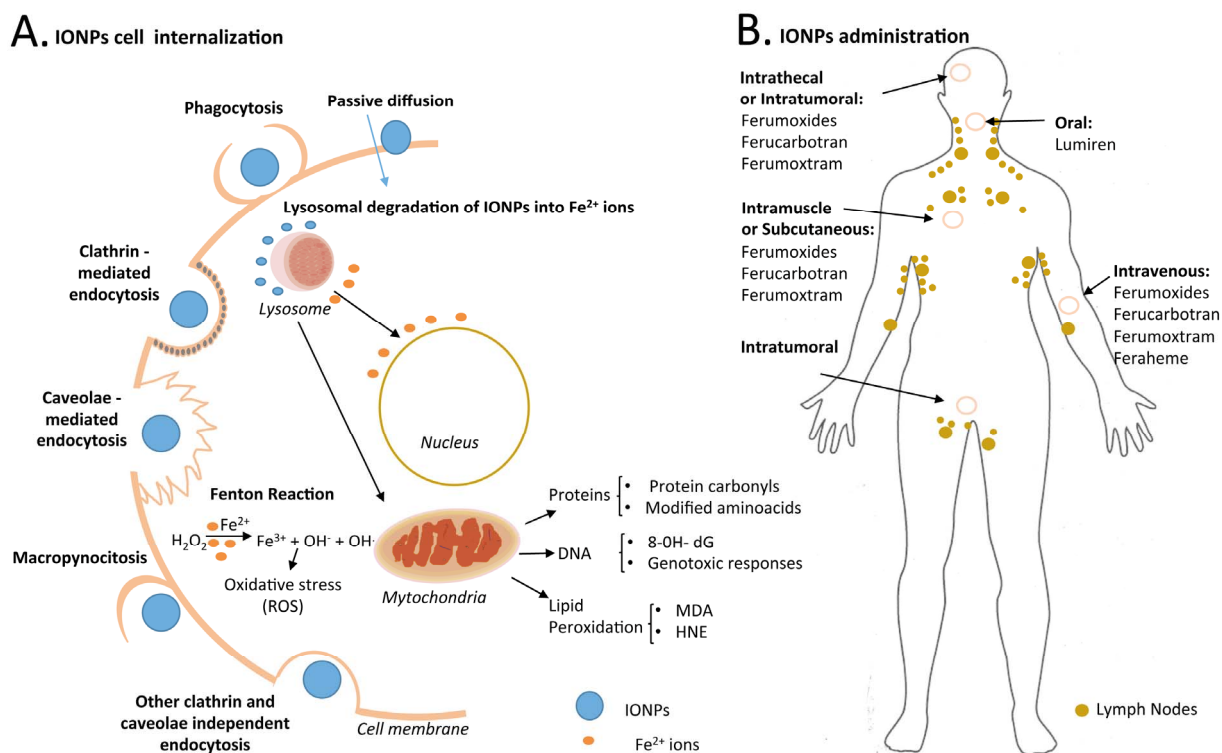 A. IONPs cell internalization
Phagocytosis
Passive diffusion
Lysosomal degradation of IONPs into Fe²⁺ ions
Clathrin -
mediated
endocytosis
Lysosome
Caveolae -
mediated
endocytosis
Nucleus
Fenton Reaction
Fe²⁺
H₂O₂
Fe³⁺ + OH⁻ + OH·
Oxidative stress
(ROS)
Mytochondria
Proteins
• Protein carbonyls
• Modified aminoacids
DNA
• 8-0H- dG
• Genotoxic responses
Lipid
Peroxidation
• MDA
• HNE
Macropynocitosis
Other clathrin and
caveolae independent
endocytosis
Cell membrane
IONPs
Fe²⁺ ions
B. IONPs administration
Intrathecal
or Intratumoral:
Ferumoxides
Ferucarbotran
Ferumoxtram
Oral:
Lumiren
Intramuscle
or Subcutaneous:
Ferumoxides
Ferucarbotran
Ferumoxtram
Intravenous:
Ferumoxides
Ferucarbotran
Ferumoxtram
Feraheme
Intratumoral
Lymph Nodes